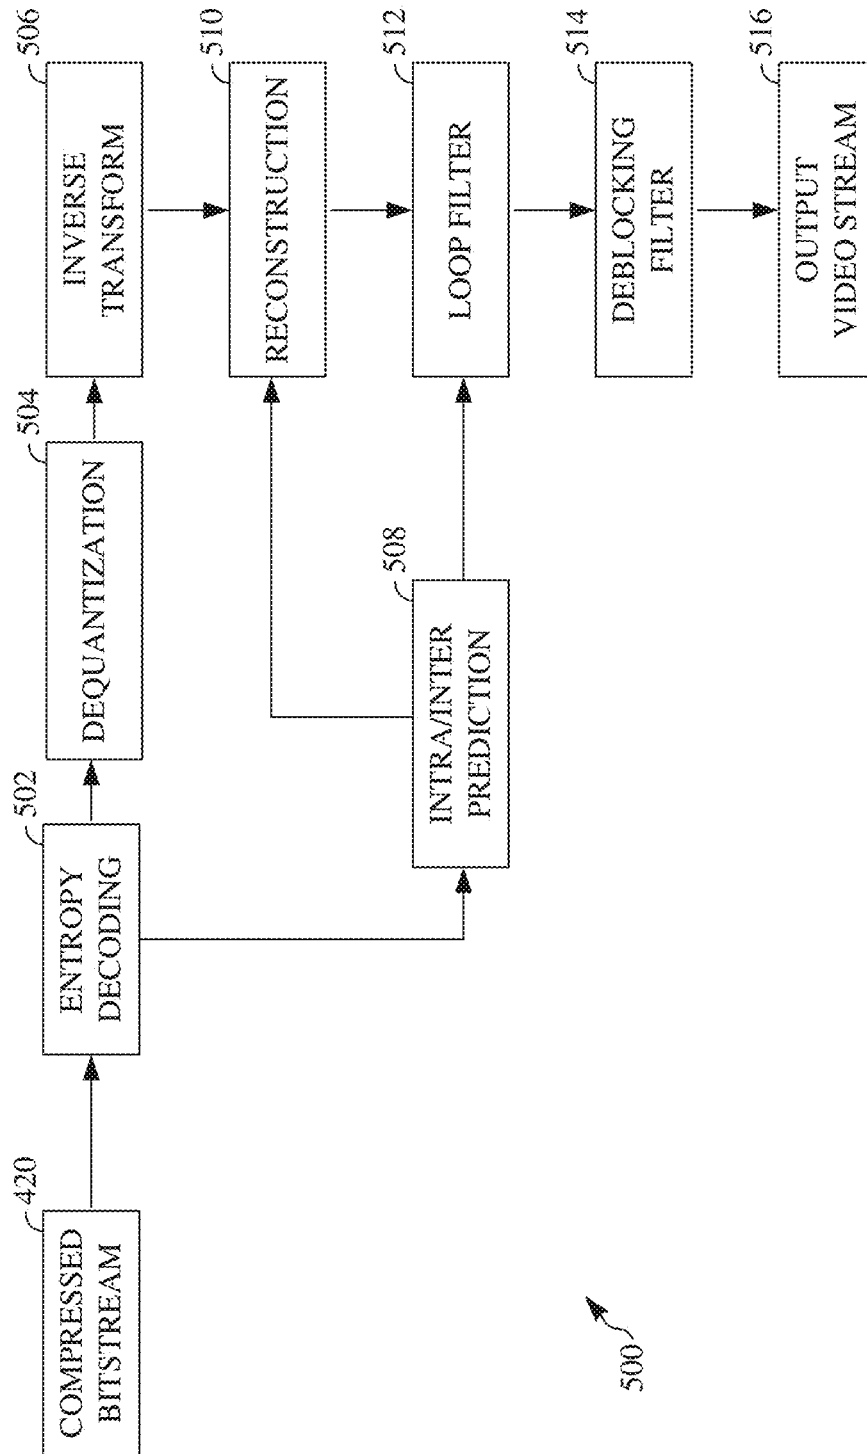 420
COMPRESSED
BITSTREAM
502
ENTROPY
DECODING
504
DEQUANTIZATION
506
INVERSE
TRANSFORM
508
INTRA/INTER
PREDICTION
510
RECONSTRUCTION
512
LOOP FILTER
514
DEBLOCKING
FILTER
516
OUTPUT
VIDEO STREAM
500